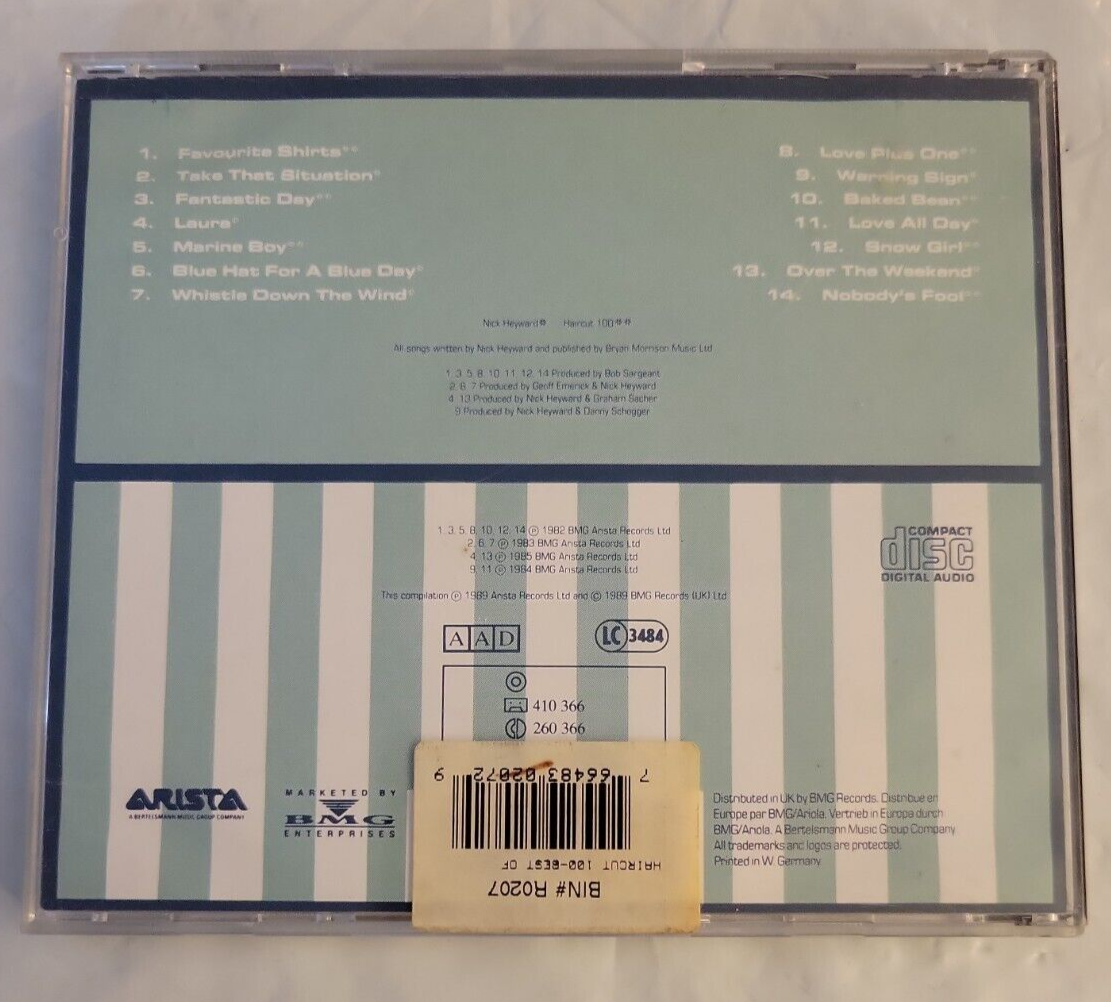 1. Favourite Shirts**
2. Take That Situation*
3. Fantastic Day**
4. Laura*
5. Marine Boy**
6. Blue Hat For A Blue Day*
7. Whistle Down The Wind*
8. Love Plus One**
9. Warning Sign*
10. Baked Bean**
11. Love All Day*
12. Snow Girl**
13. Over The Weekend*
14. Nobody's Fool**
Nick Heyward* Haircut 100**
All songs written by Nick Heyward and published by Bryan Morrison Music Ltd
1. 3. 5. 8. 10. 11. 12. 14 Produced by Bob Sargeant
2. 6. 7 Produced by Geoff Emerick & Nick Heyward
4. 13 Produced by Nick Heyward & Graham Sacher
9 Produced by Nick Heyward & Danny Schogger
1. 3. 5. 8. 10. 12. 14 ℗ 1982 BMG Arista Records Ltd
2. 6. 7 ℗ 1983 BMG Arista Records Ltd
4. 13 ℗ 1985 BMG Arista Records Ltd
9. 11 ℗ 1984 BMG Arista Records Ltd
This compilation ℗ 1989 Arista Records Ltd and © 1989 BMG Records (UK) Ltd
COMPACT
disc
DIGITAL AUDIO
AAD
LC 3484
410 366
260 366
ARISTA
A BERTELSMANN MUSIC GROUP COMPANY
MARKETED BY
BMG
ENTERPRISES
BIN# R0207
HAIRCUT 100-BEST OF
7 66483 02072 9
Distributed in UK by BMG Records. Distribue en
Europe par BMG/Ariola. Vertrieb in Europa durch
BMG/Ariola. A Bertelsmann Music Group Company
All trademarks and logos are protected.
Printed in W. Germany.